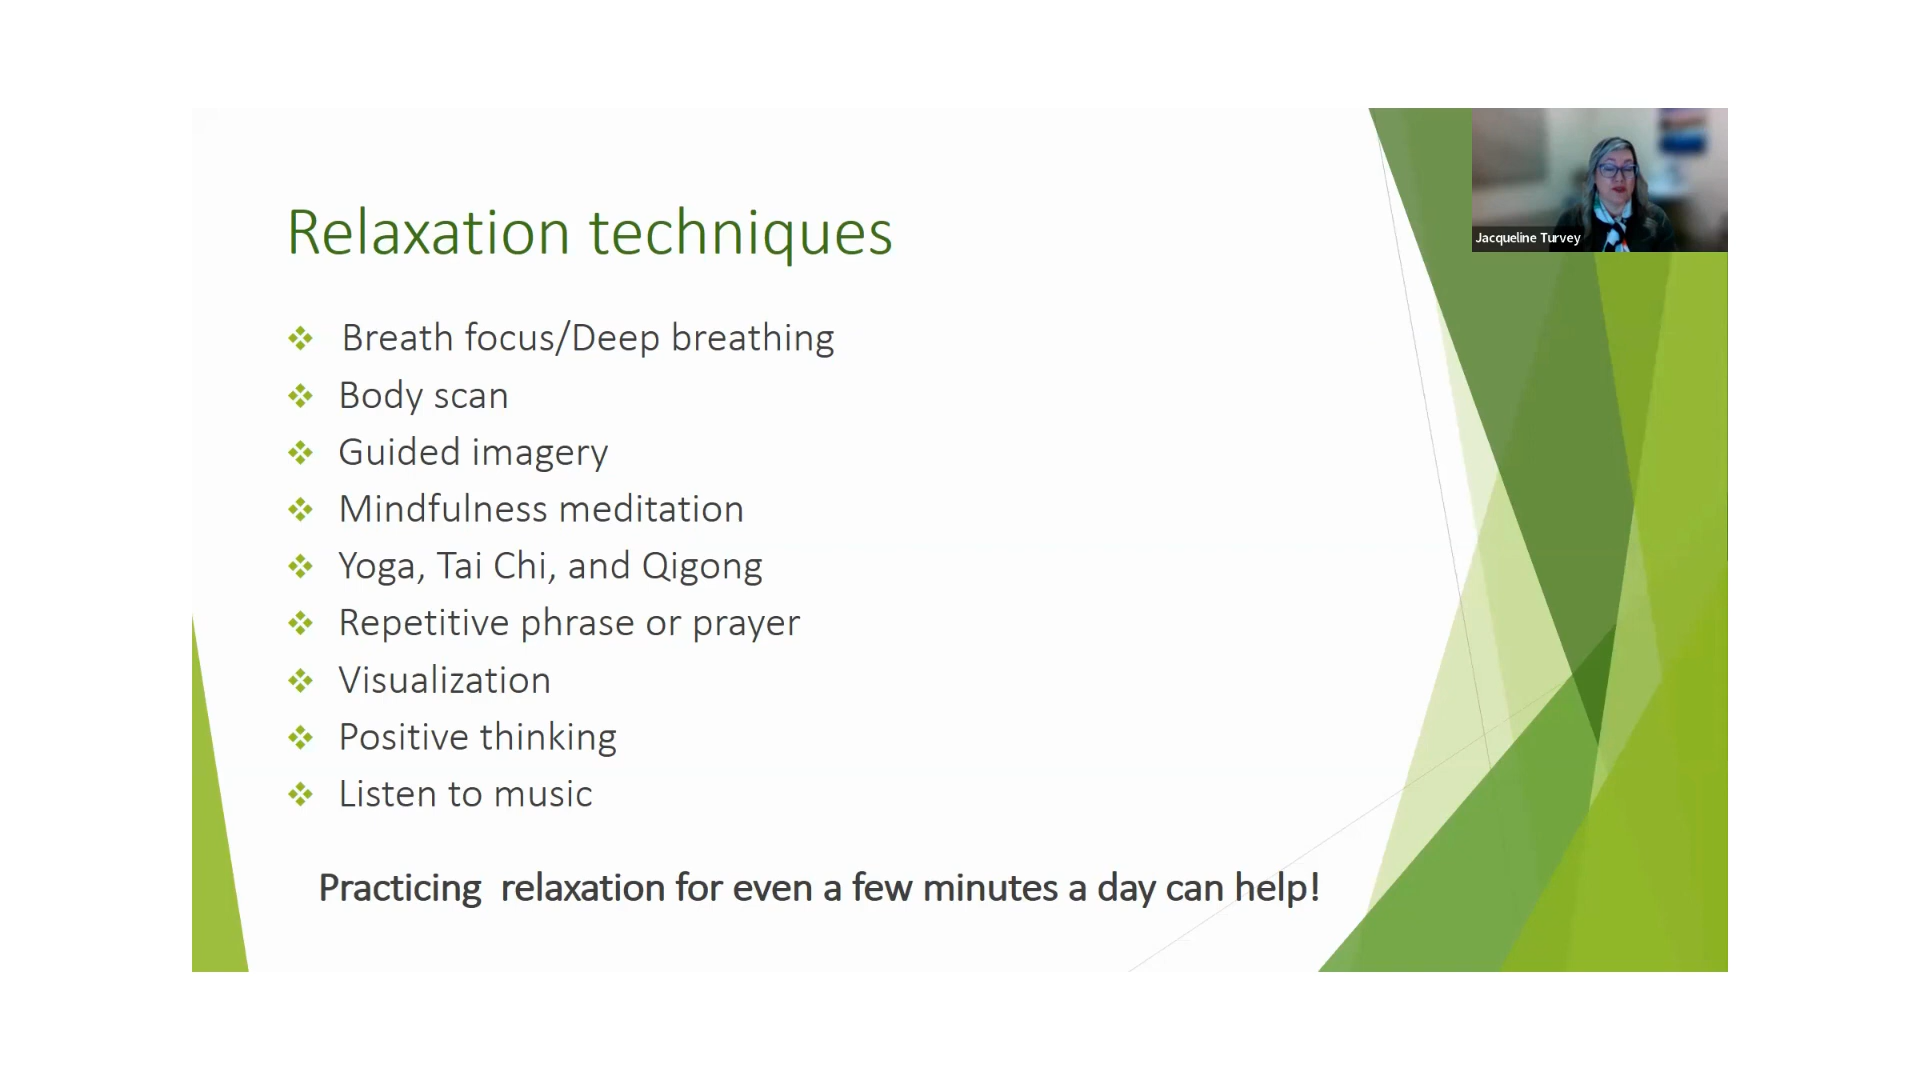 Relaxation techniques
Breath focus/Deep breathing
Body scan
Guided imagery
Mindfulness meditation
Yoga, Tai Chi, and Qigong
Repetitive phrase or prayer
Visualization
Positive thinking
Listen to music
Practicing  relaxation for even a few minutes a day can help!
Jacqueline Turvey